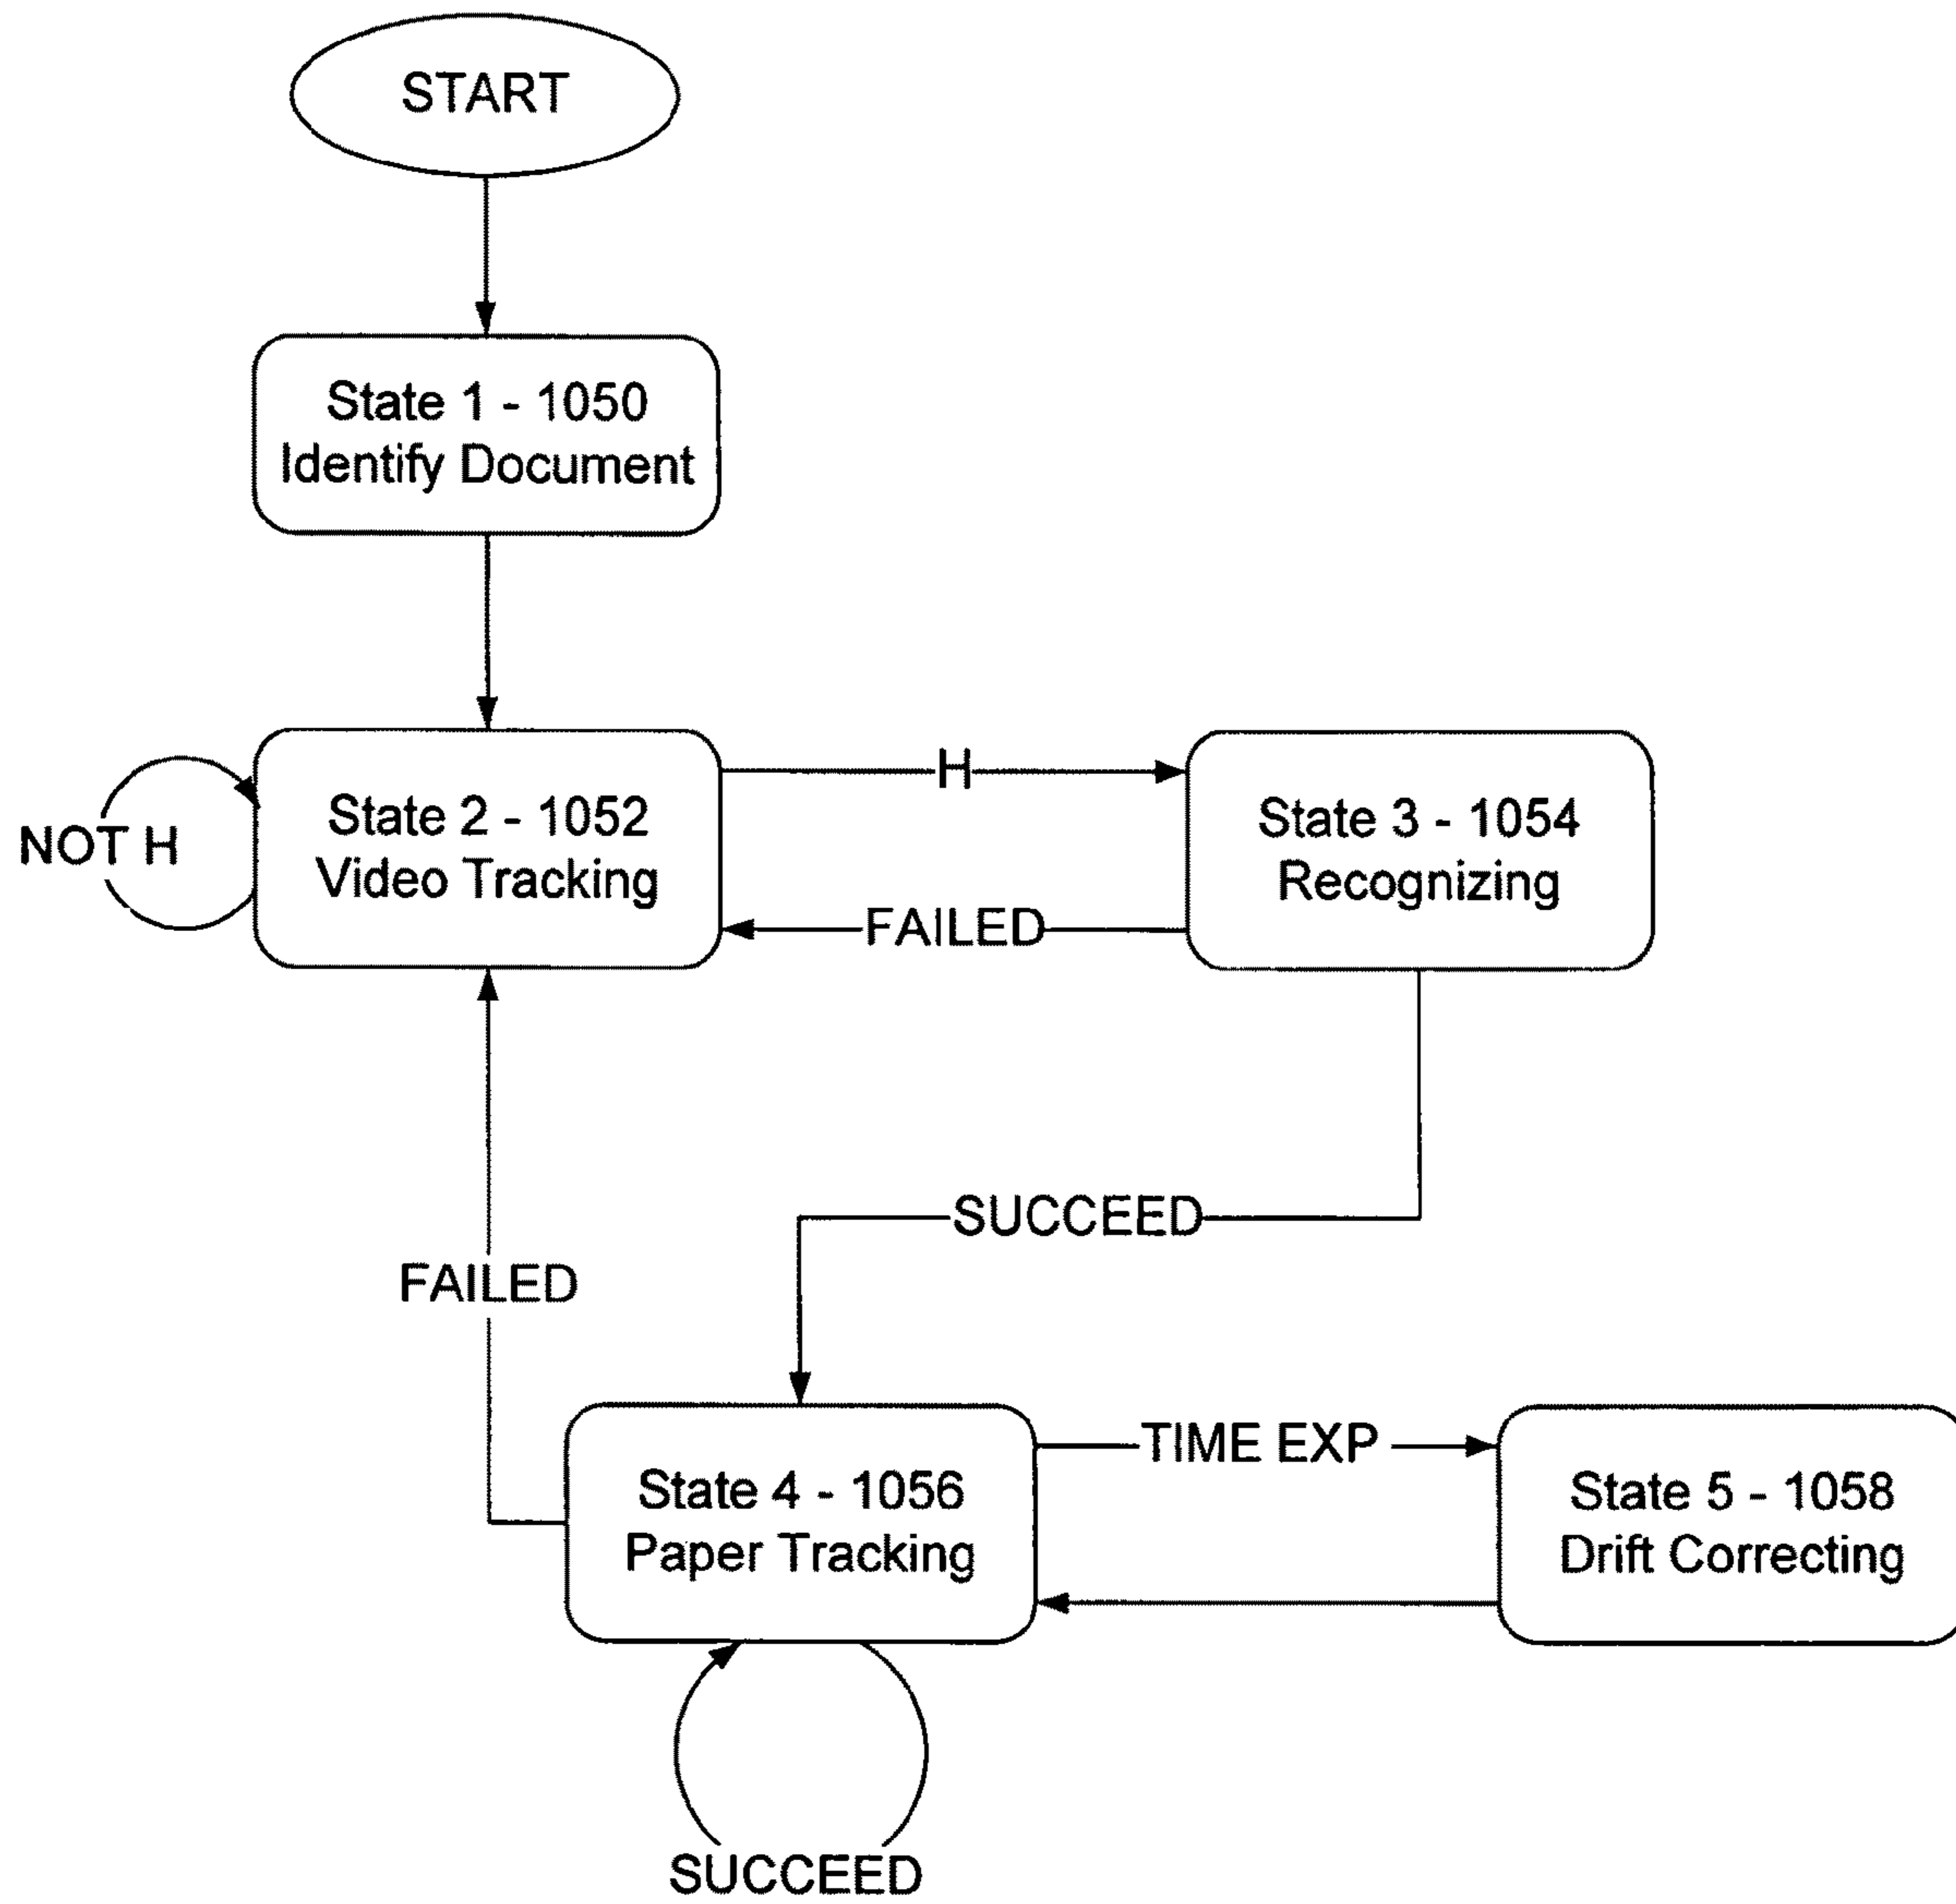 START
State 1 - 1050
Identify Document
State 2 - 1052
Video Tracking
NOT H
H
State 3 - 1054
Recognizing
FAILED
SUCCEED
FAILED
State 4 - 1056
Paper Tracking
TIME EXP
State 5 - 1058
Drift Correcting
SUCCEED